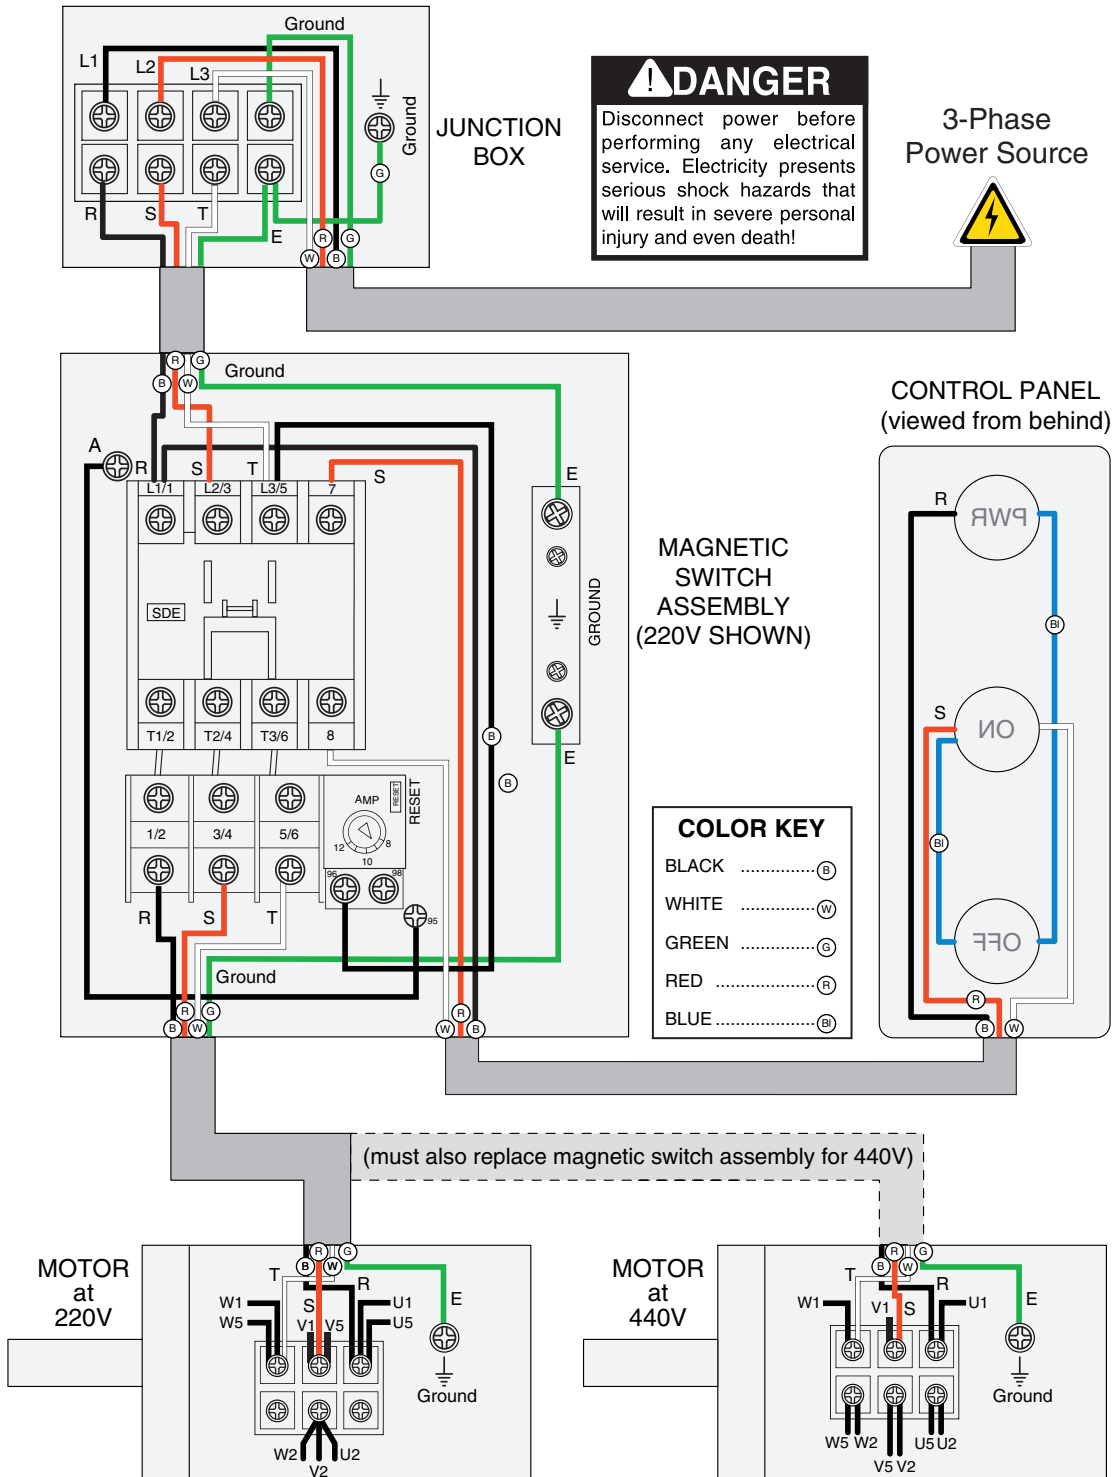 Ground
L1
L2
L3
Ground
G
R
S
T
E
R
G
W
B
JUNCTION
BOX
DANGER
Disconnect power before
performing any electrical
service. Electricity presents
serious shock hazards that
will result in severe personal
injury and even death!
3-Phase
Power Source
R
G
B
W
Ground
A
R
S
T
S
E
L1/1
L2/3
L3/5
7
SDE
GROUND
T1/2
T2/4
T3/6
8
B
B
E
AMP
RESET
RESET
12
10
8
1/2
3/4
5/6
96
98
95
R
S
T
Ground
R
G
B
W
W
R
B
MAGNETIC
SWITCH
ASSEMBLY
(220V SHOWN)
CONTROL PANEL
(viewed from behind)
R
PWR
Bl
S
ON
Bl
OFF
R
B
W
COLOR KEY
BLACK .............. B
WHITE .............. W
GREEN .............. G
RED .................. R
BLUE ................ Bl
(must also replace magnetic switch assembly for 440V)
MOTOR
at
220V
R
G
B
W
T
R
W1
S
U1
W5
V1
V5
U5
E
Ground
W2
U2
V2
MOTOR
at
440V
R
G
B
W
T
R
W1
V1
S
U1
E
Ground
W5
W2
U5
U2
V5
V2